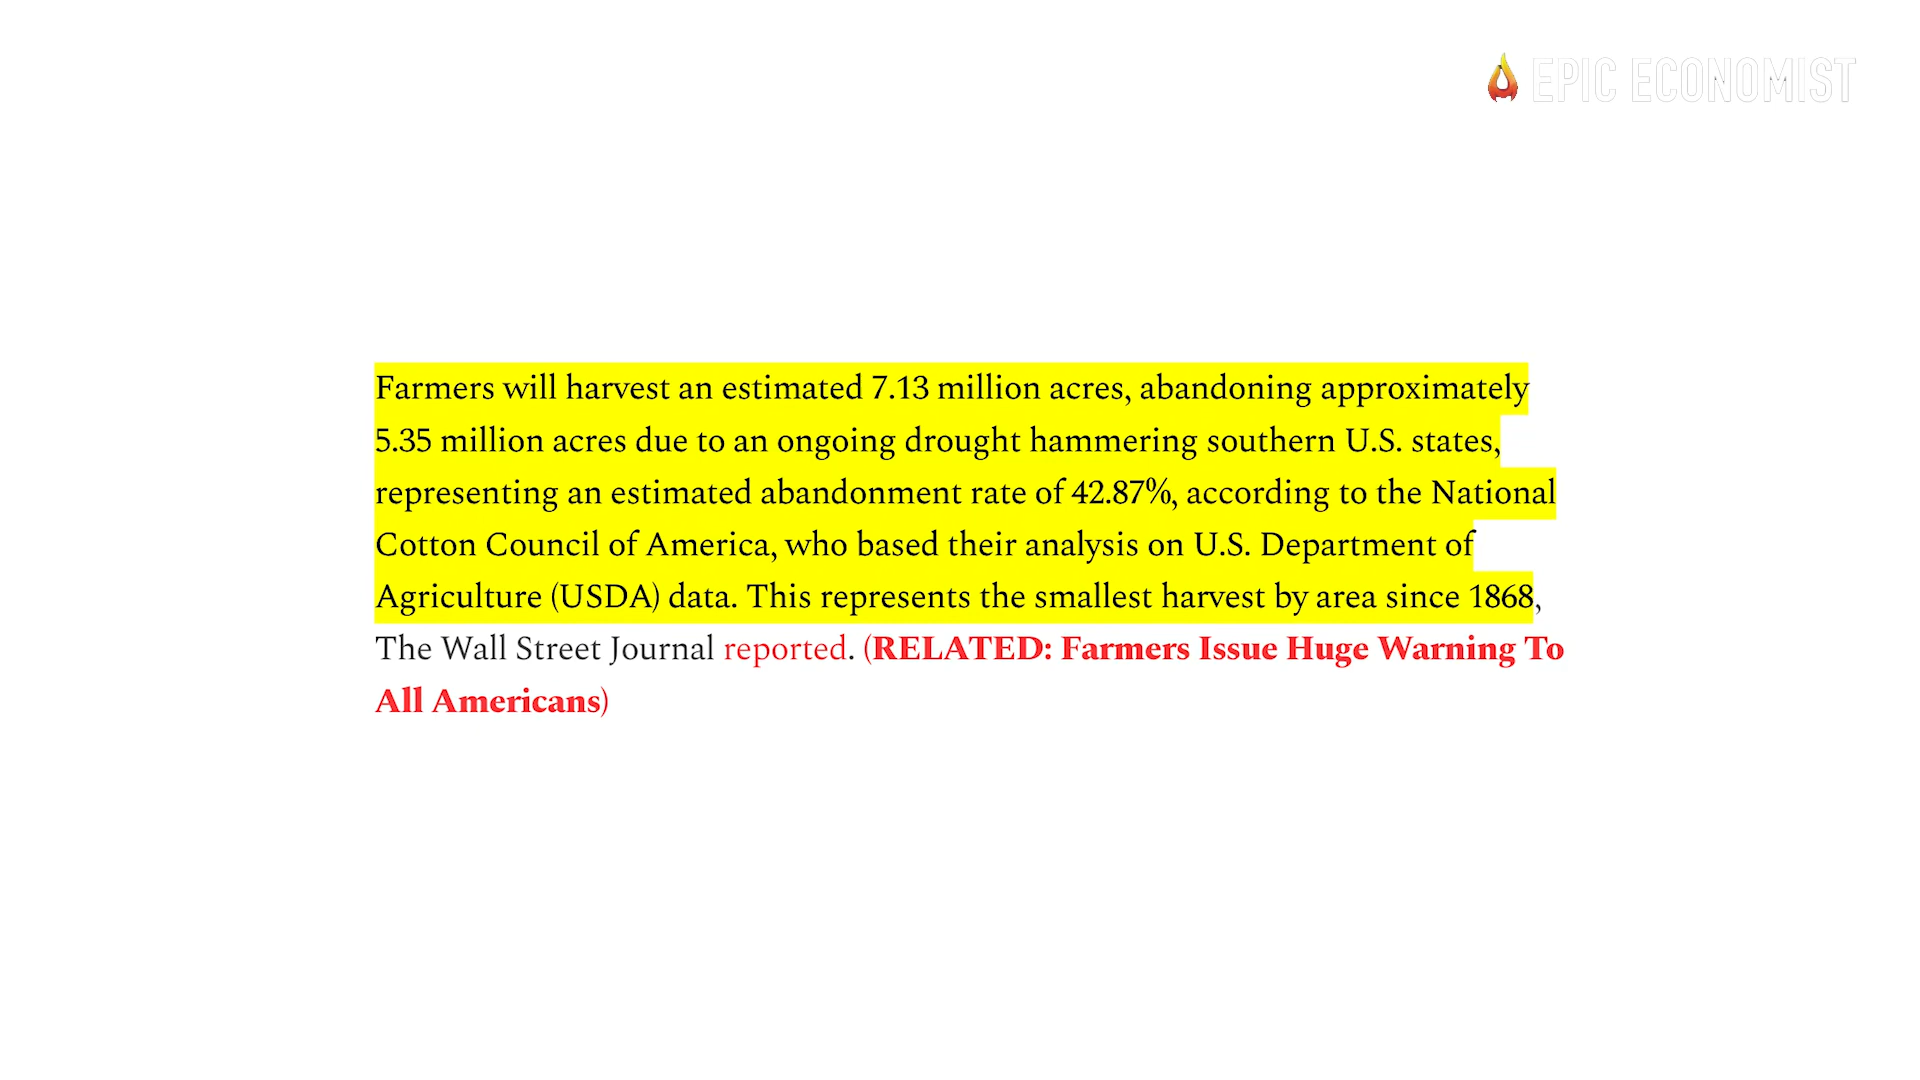 EPIC ECONOMIST
Farmers will harvest an estimated 7.13 million acres, abandoning approximately
5.35 million acres due to an ongoing drought hammering southern U.S. states,
representing an estimated abandonment rate of 42.87%, according to the National
Cotton Council of America, who based their analysis on U.S. Department of
Agriculture (USDA) data. This represents the smallest harvest by area since 1868,
The Wall Street Journal reported. (RELATED: Farmers Issue Huge Warning To
All Americans)